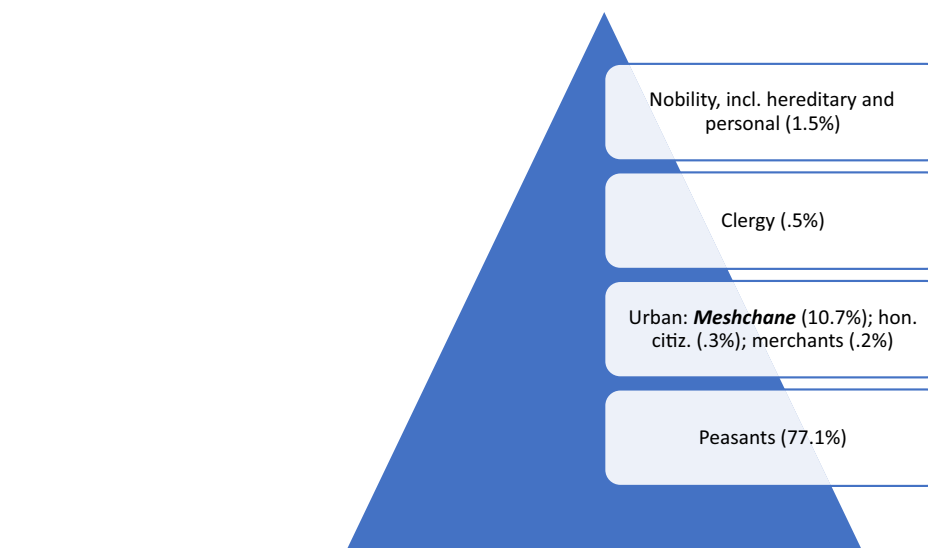 Nobility, incl. hereditary and
personal (1.5%)
Clergy (.5%)
Urban: Meshchane (10.7%); hon.
citiz. (.3%); merchants (.2%)
Peasants (77.1%)